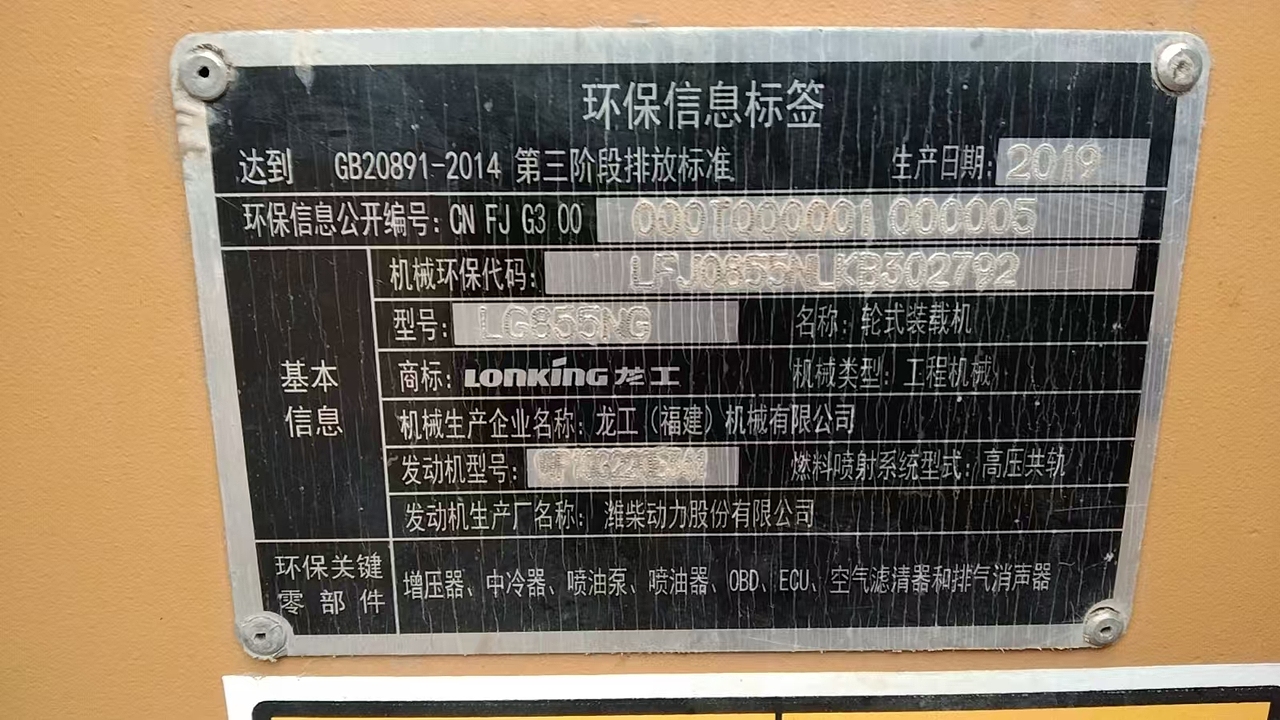 环保信息标签
达到 GB20891-2014 第三阶段排放标准 生产日期: 2019
环保信息公开编号: CN FJ G3 00 000T000001 000005
机械环保代码: LFJ0855NLKB302792
型号: LG855NG 名称: 轮式装载机
基本信息
商标: LONKING 龙工 机械类型: 工程机械
机械生产企业名称: 龙工（福建）机械有限公司
发动机型号: 燃料喷射系统型式: 高压共轨
发动机生产厂名称: 潍柴动力股份有限公司
环保关键零部件 增压器、中冷器、喷油泵、喷油器、OBD、ECU、空气滤清器和排气消声器